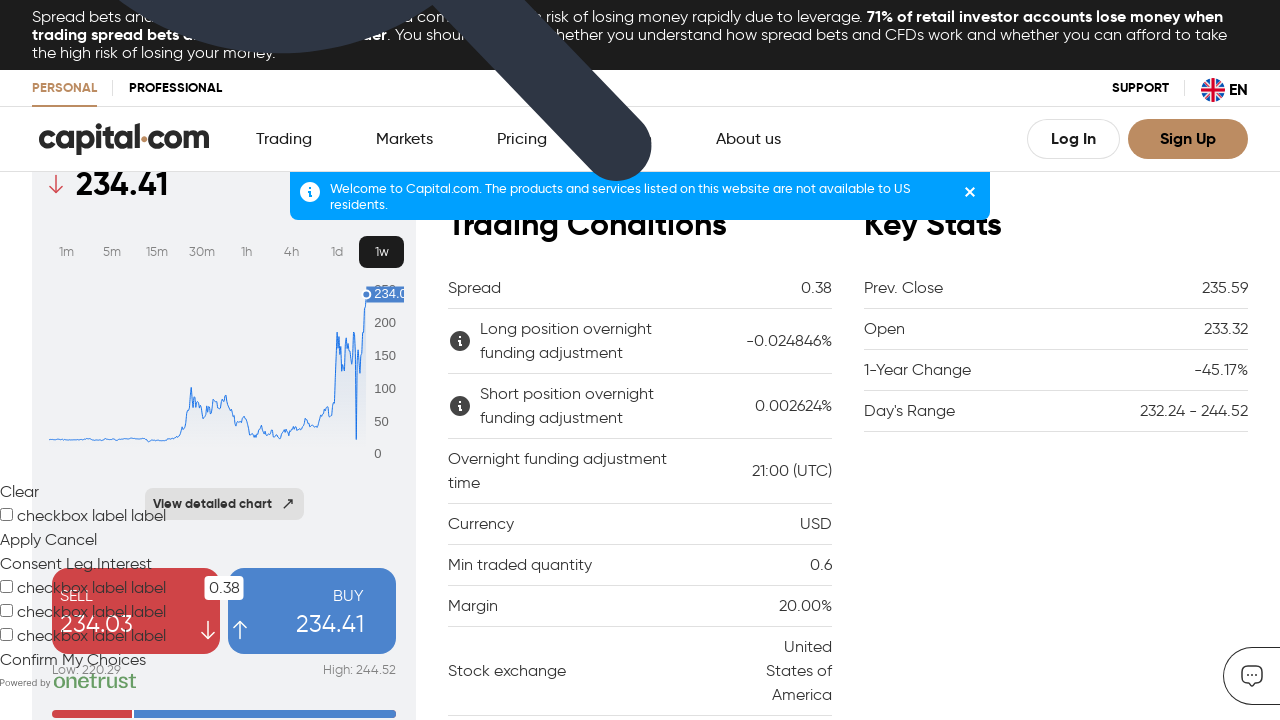 Spread bets and risk of losing money rapidly due to leverage. 71% of retail investor accounts lose money when
trading spread bets . You should whether you understand how spread bets and CFDs work and whether you can afford to take
the high risk of losing your money.
PERSONAL PROFESSIONAL SUPPORT EN
capital.com Trading Markets Pricing About us Log In Sign Up
234.41
Welcome to Capital.com. The products and services listed on this website are not available to US
residents.
Trading Conditions Key Stats
1m 5m 15m 30m 1h 4h 1d 1w
Spread 0.38
Long position overnight
funding adjustment -0.024846%
Short position overnight
funding adjustment 0.002624%
Overnight funding adjustment
time 21:00 (UTC)
Currency USD
Min traded quantity 0.6
Margin 20.00%
Stock exchange United
States of
America
Prev. Close 235.59
Open 233.32
1-Year Change -45.17%
Day's Range 232.24 - 244.52
200
150
100
50
0
View detailed chart
Clear
checkbox label label
Apply Cancel
Consent Leg.Interest
checkbox label label
checkbox label label
checkbox label label
Confirm My Choices
Powered by onetrust
SELL 0.38 BUY
234.03 234.41
Low: 220.29 High: 244.52